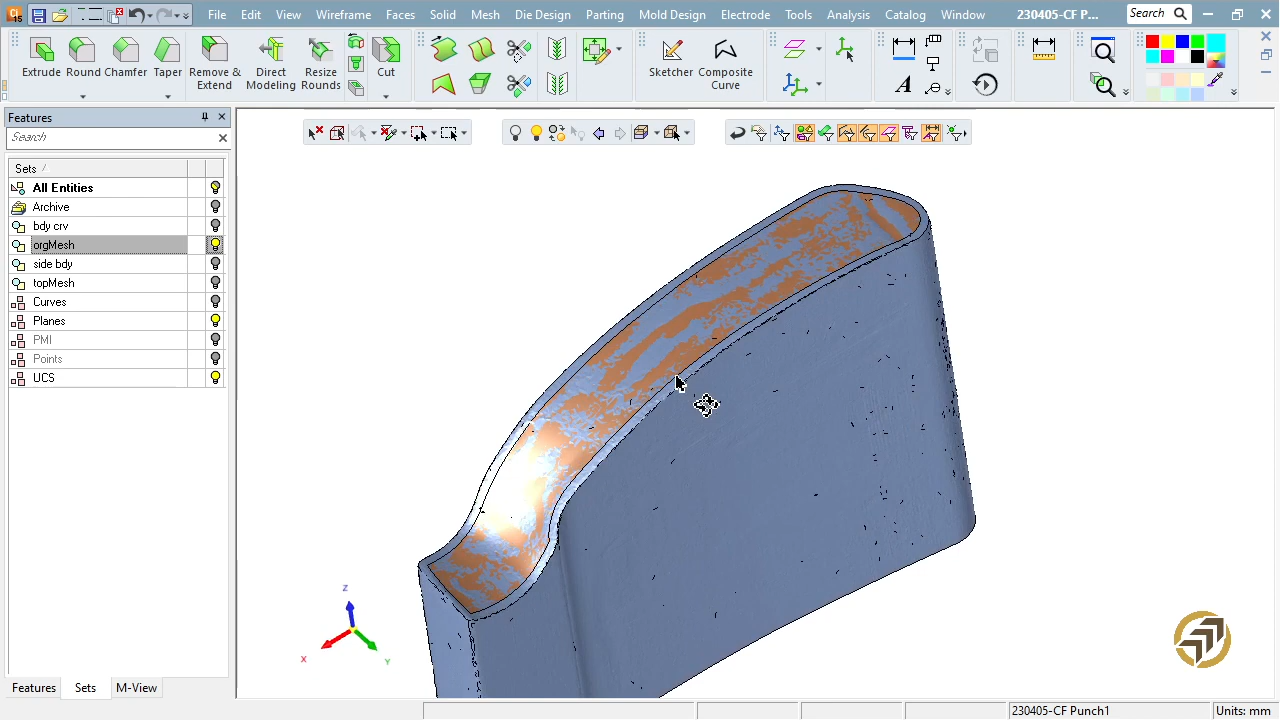 File Edit View Wireframe Faces Solid Mesh Die Design Parting Mold Design Electrode Tools Analysis Catalog Window 230405-CF P... Search
Round Chamfer Taper Remove & Extend Direct Modeling Resize Rounds Cut Sketcher Composite Curve
Features
Search
Sets
All Entities
Archive
bdy crv
orgMesh
side bdy
topMesh
Curves
Planes
PMI
Points
UCS
Z
X
Y
Features Sets M-View
230405-CF Punch1 Units: mm